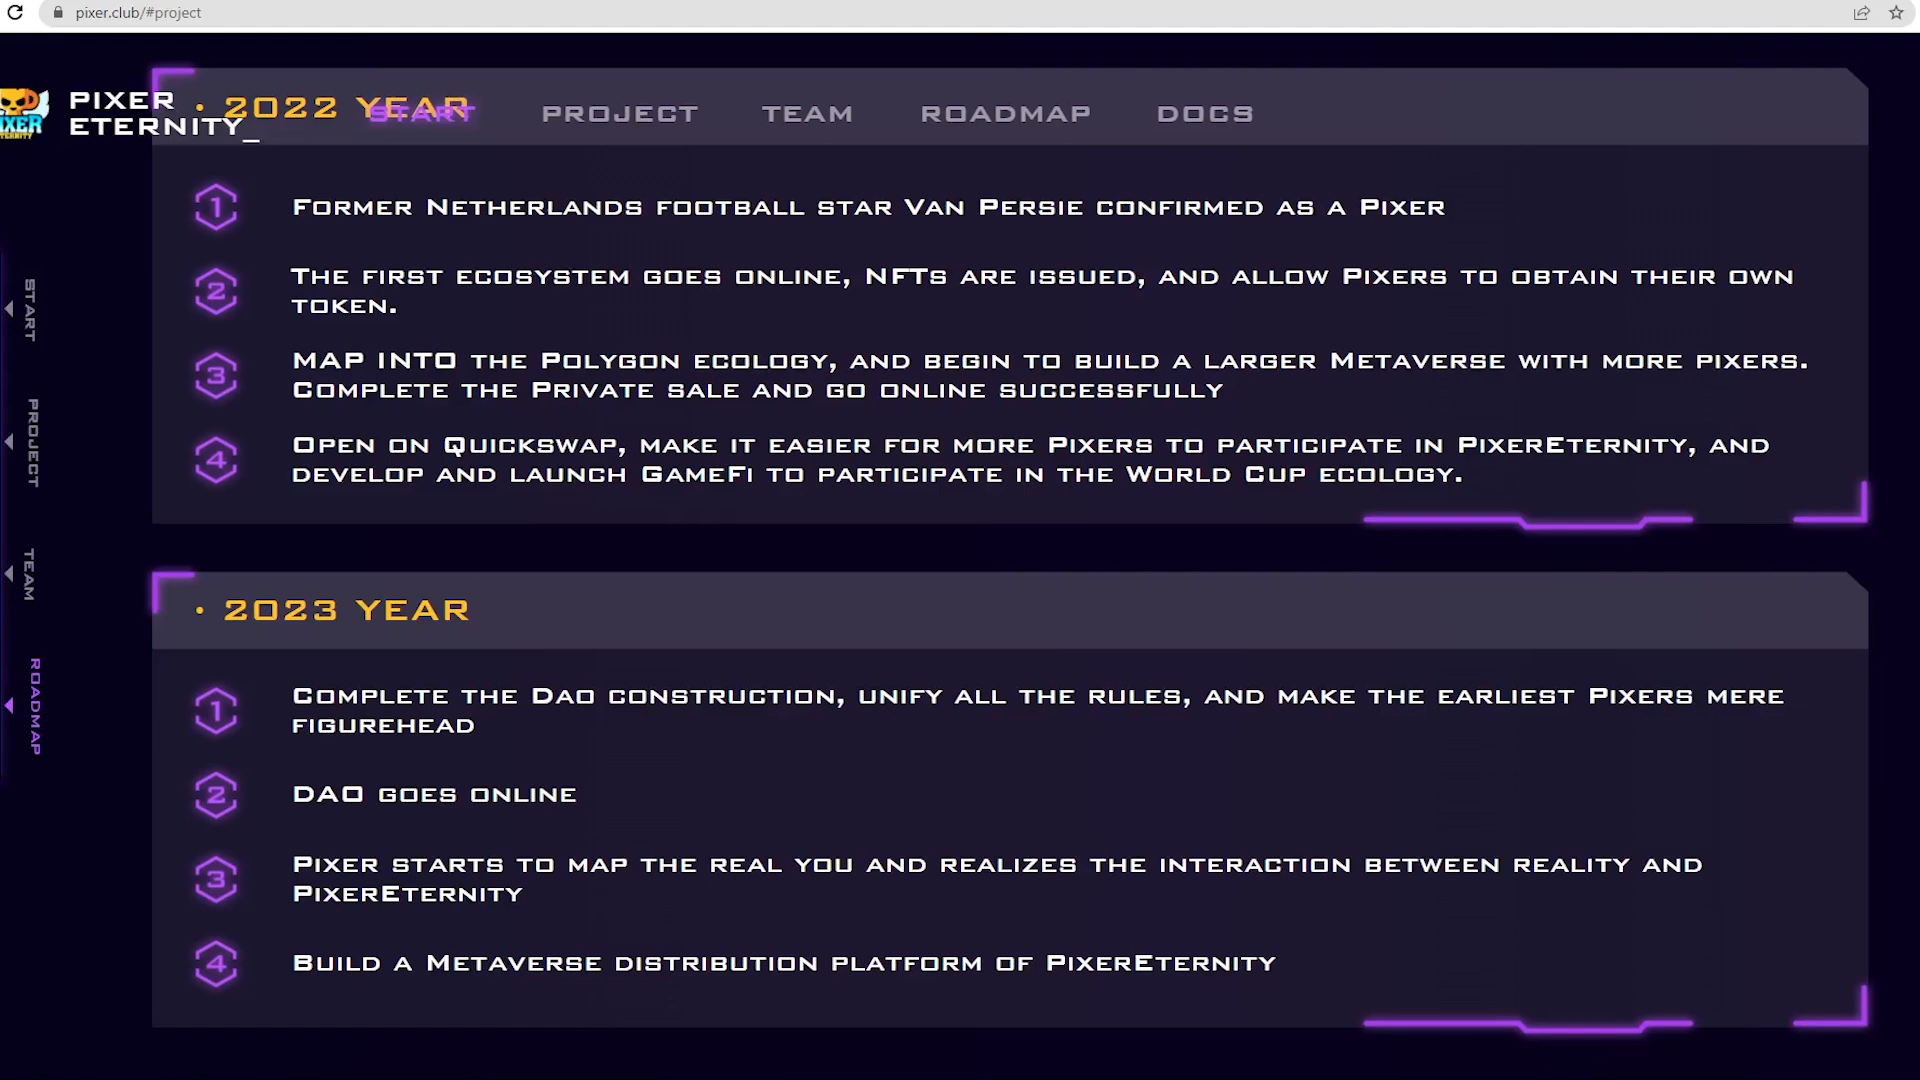 pixer.club/#project
PIXER
ETERNITY_
• 2022 YEAR
START PROJECT TEAM ROADMAP DOCS
1 Former Netherlands football star Van Persie confirmed as a Pixer
2 The first ecosystem goes online, NFTs are issued, and allow Pixers to obtain their own
token.
3 MAP INTO the Polygon ecology, and begin to build a larger Metaverse with more pixers.
Complete the Private sale and go online successfully
4 Open on Quickswap, make it easier for more Pixers to participate in PixerEternity, and
develop and launch GameFi to participate in the World Cup ecology.
• 2023 YEAR
1 Complete the Dao construction, unify all the rules, and make the earliest Pixers mere
figurehead
2 DAO goes online
3 Pixer starts to map the real you and realizes the interaction between reality and
PixerEternity
4 Build a Metaverse distribution platform of PixerEternity
START
PROJECT
TEAM
ROADMAP